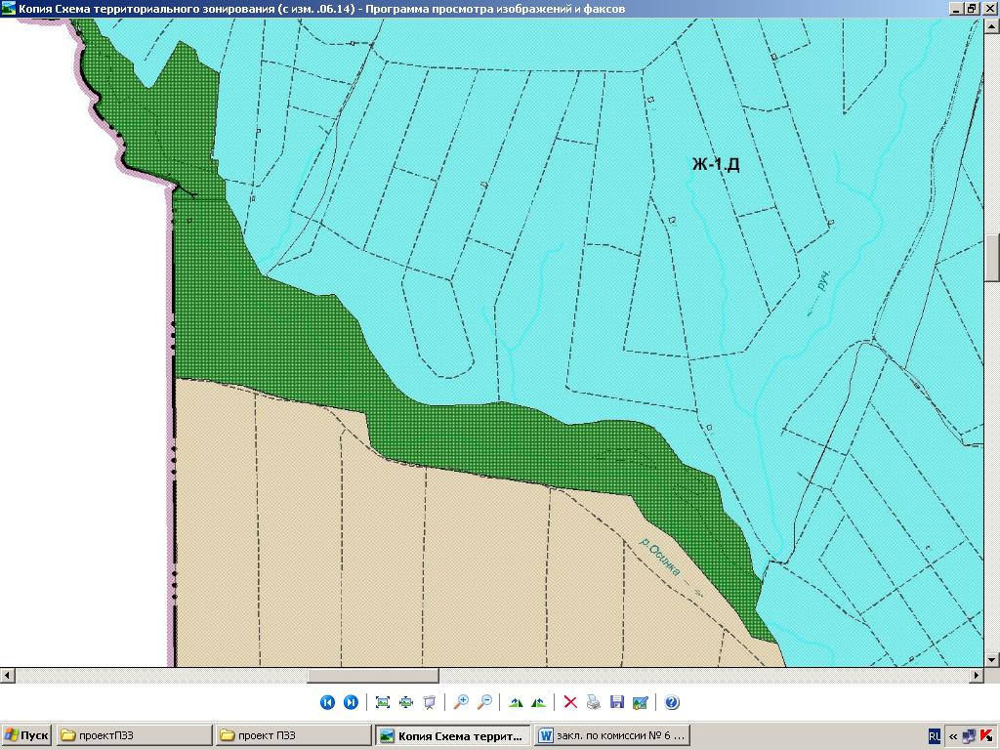 Копия Схема территориального зонирования (с изм. .06.14) - Программа просмотра изображений и факсов
Ж-1.Д
руч.
р.Осинка
Пуск
проектПЗЗ
проект ПЗЗ
Копия Схема террит...
закл. по комиссии № 6 ...
RL
«